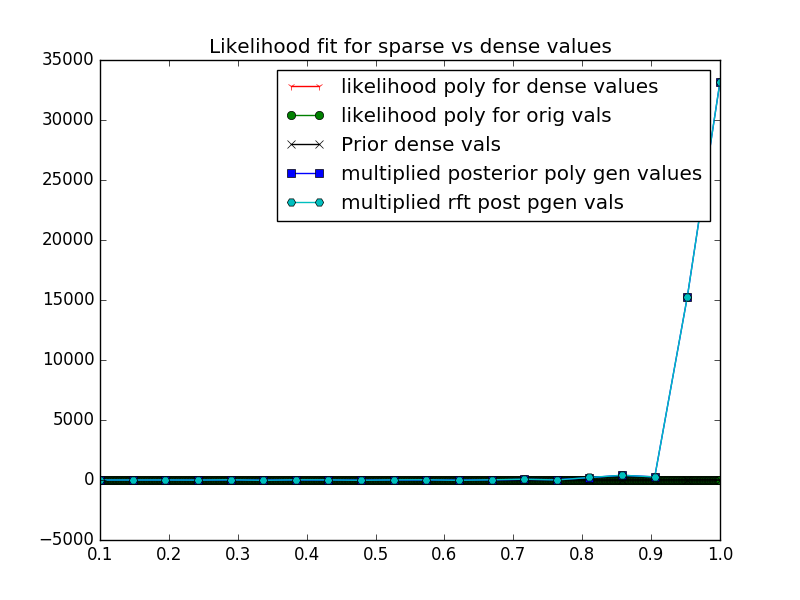 Likelihood fit for sparse vs dense values
35000
30000
25000
20000
15000
10000
5000
0
−5000
likelihood poly for dense values
likelihood poly for orig vals
Prior dense vals
multiplied posterior poly gen values
multiplied rft post pgen vals
0.1 0.2 0.3 0.4 0.5 0.6 0.7 0.8 0.9 1.0